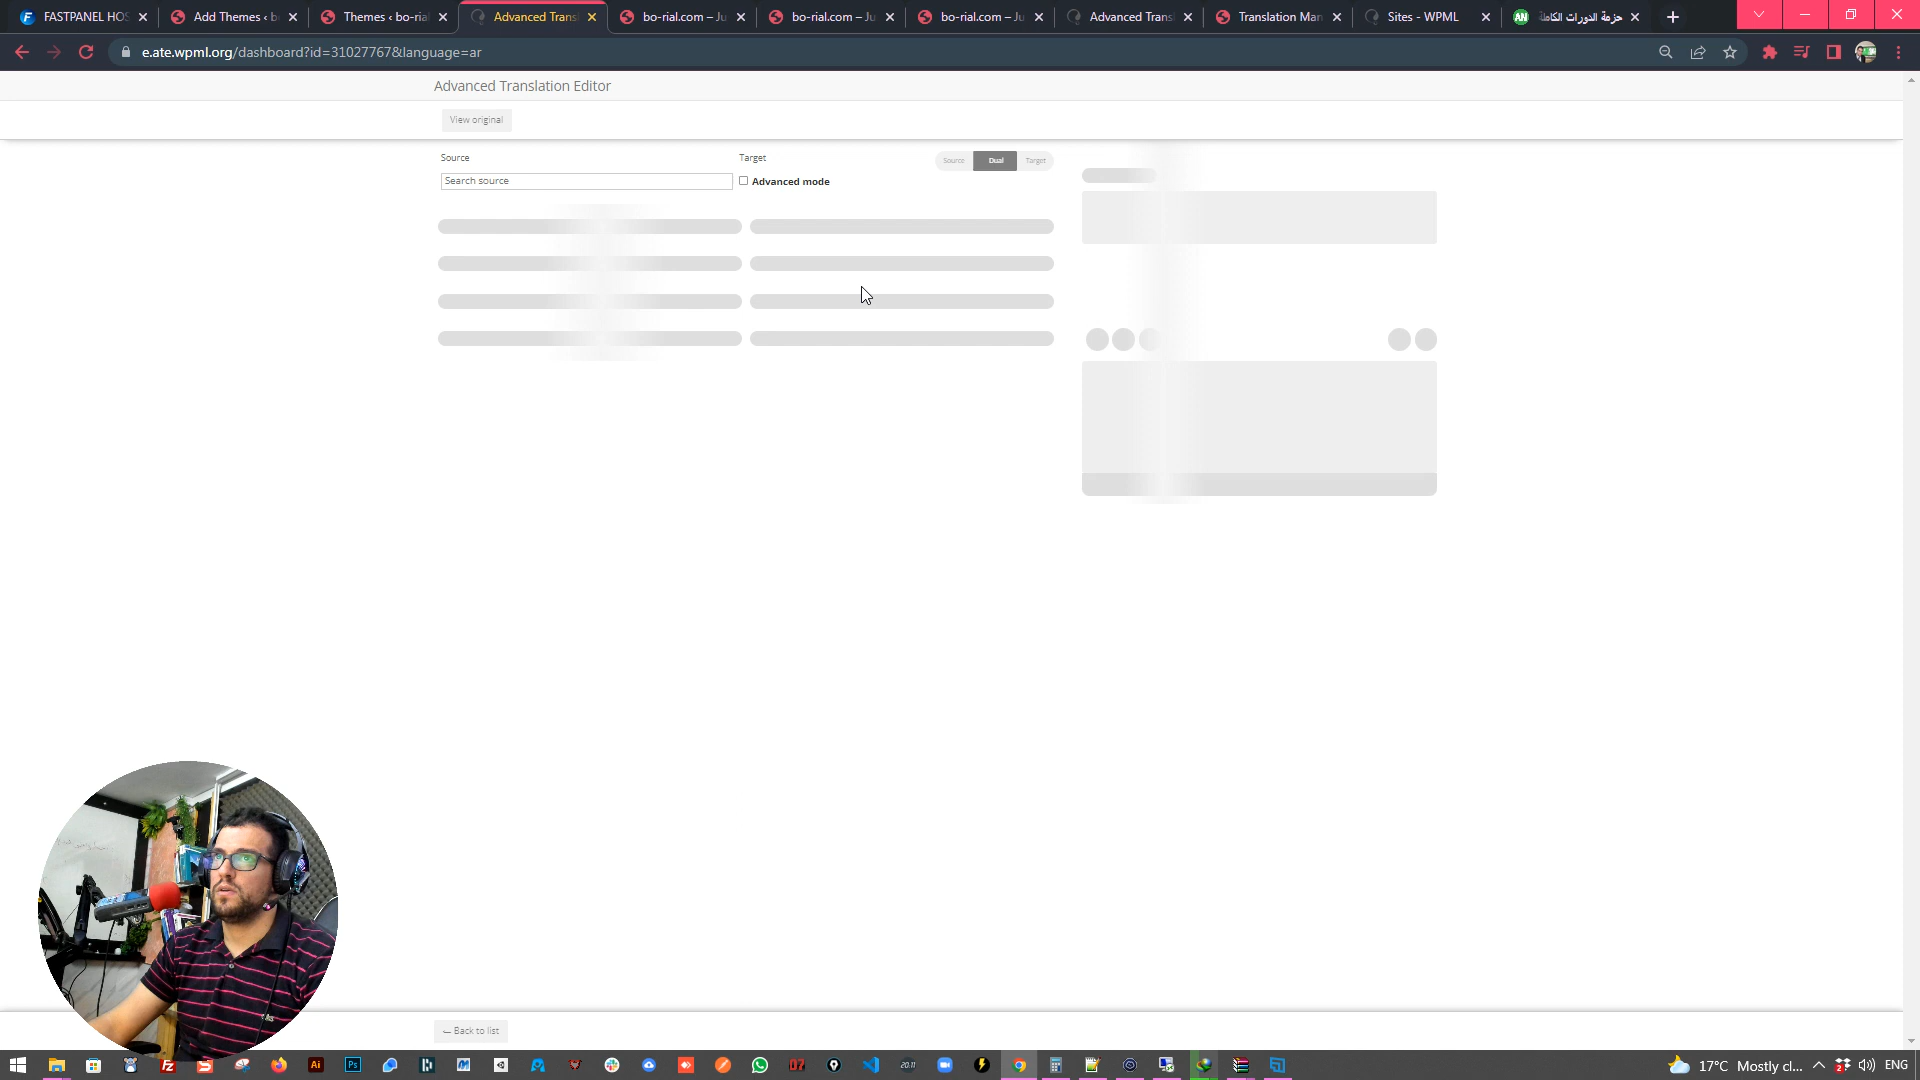 FASTPANEL HOS
Add Themes ‹ b
Themes ‹ bo-rial
Advanced Transl
bo-rial.com – Ju
bo-rial.com – Ju
bo-rial.com – Ju
Advanced Transl
Translation Man
Sites - WPML
AN حزمة الدورات الكاملة
e.ate.wpml.org/dashboard?id=31027767&language=ar
Advanced Translation Editor
View original
Source
Target
Source Dual Target
Search source
Advanced mode
Back to list
17°C Mostly cl...
ENG